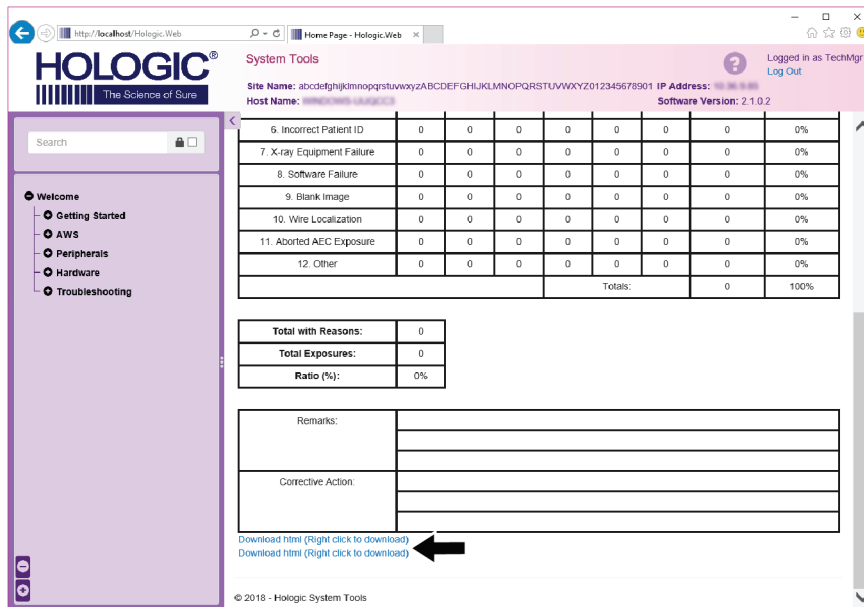 http://localhost/Hologic.Web
Home Page - Hologic.Web
HOLOGIC®
The Science of Sure
System Tools
?
Logged in as TechMgr
Log Out
Site Name: abcdefghijklmnopqrstuvwxyzABCDEFGHIJKLMNOPQRSTUVWXYZ012345678901 IP Address:
Host Name: Software Version: 2.1.0.2
Search
Welcome
Getting Started
AWS
Peripherals
Hardware
Troubleshooting
6. Incorrect Patient ID 0 0 0 0 0 0 0 0%
7. X-ray Equipment Failure 0 0 0 0 0 0 0 0%
8. Software Failure 0 0 0 0 0 0 0 0%
9. Blank Image 0 0 0 0 0 0 0 0%
10. Wire Localization 0 0 0 0 0 0 0 0%
11. Aborted AEC Exposure 0 0 0 0 0 0 0 0%
12. Other 0 0 0 0 0 0 0 0%
Totals: 0 100%
Total with Reasons: 0
Total Exposures: 0
Ratio (%): 0%
Remarks:
Corrective Action:
Download html (Right click to download)
Download html (Right click to download)
© 2018 - Hologic System Tools